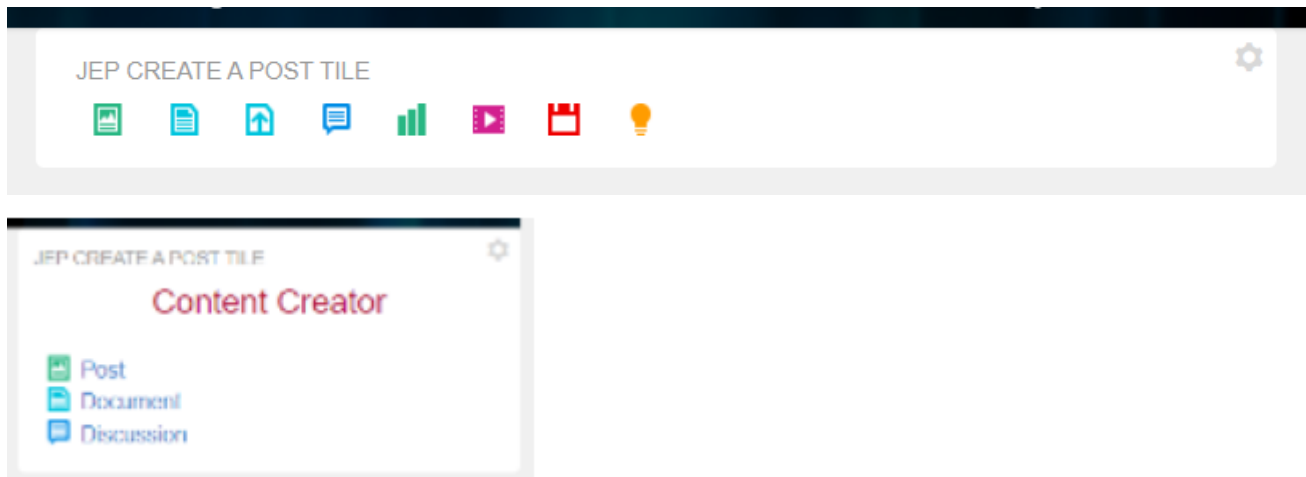 JEP CREATE A POST TILE
JEP CREATE A POST TILE
Content Creator
Post
Document
Discussion